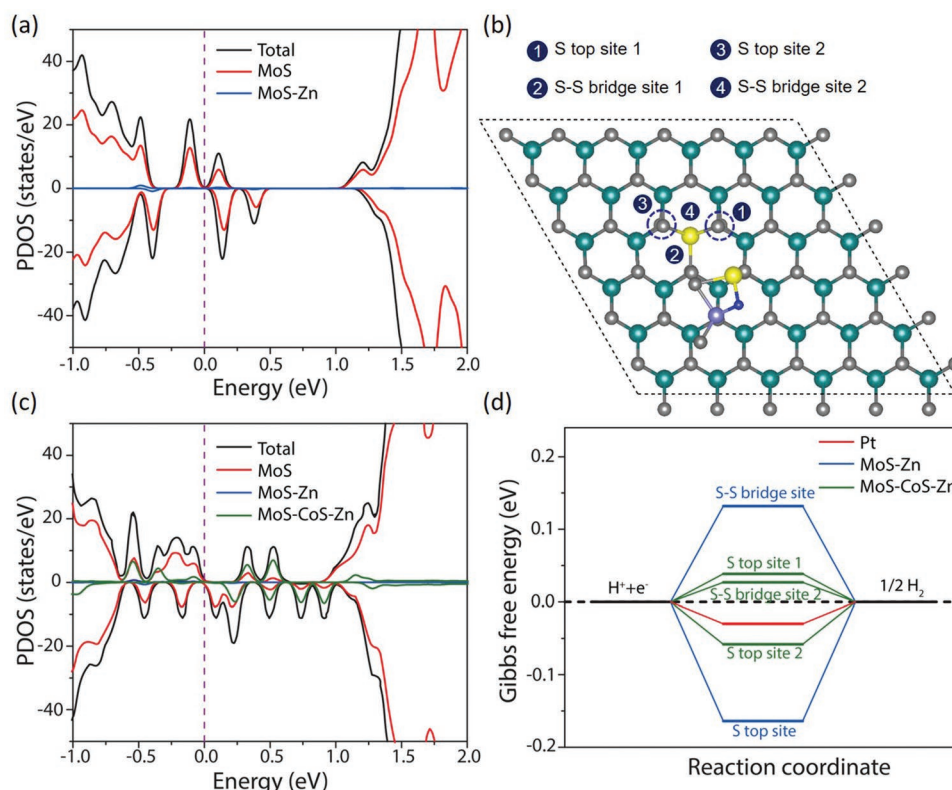 (a)
Total
MoS
MoS-Zn
PDOS (states/eV)
40
20
0
-20
-40
-1.0 -0.5 0.0 0.5 1.0 1.5 2.0
Energy (eV)
(b)
1 S top site 1
3 S top site 2
2 S-S bridge site 1
4 S-S bridge site 2
3 4 1
2
(c)
Total
MoS
MoS-Zn
MoS-CoS-Zn
PDOS (states/eV)
40
20
0
-20
-40
-1.0 -0.5 0.0 0.5 1.0 1.5 2.0
Energy (eV)
(d)
Pt
MoS-Zn
MoS-CoS-Zn
Gibbs free energy (eV)
0.2
0.1
0.0
-0.1
-0.2
S-S bridge site
S top site 1
H⁺+e⁻
S-S bridge site 2
1/2 H₂
S top site 2
S top site
Reaction coordinate